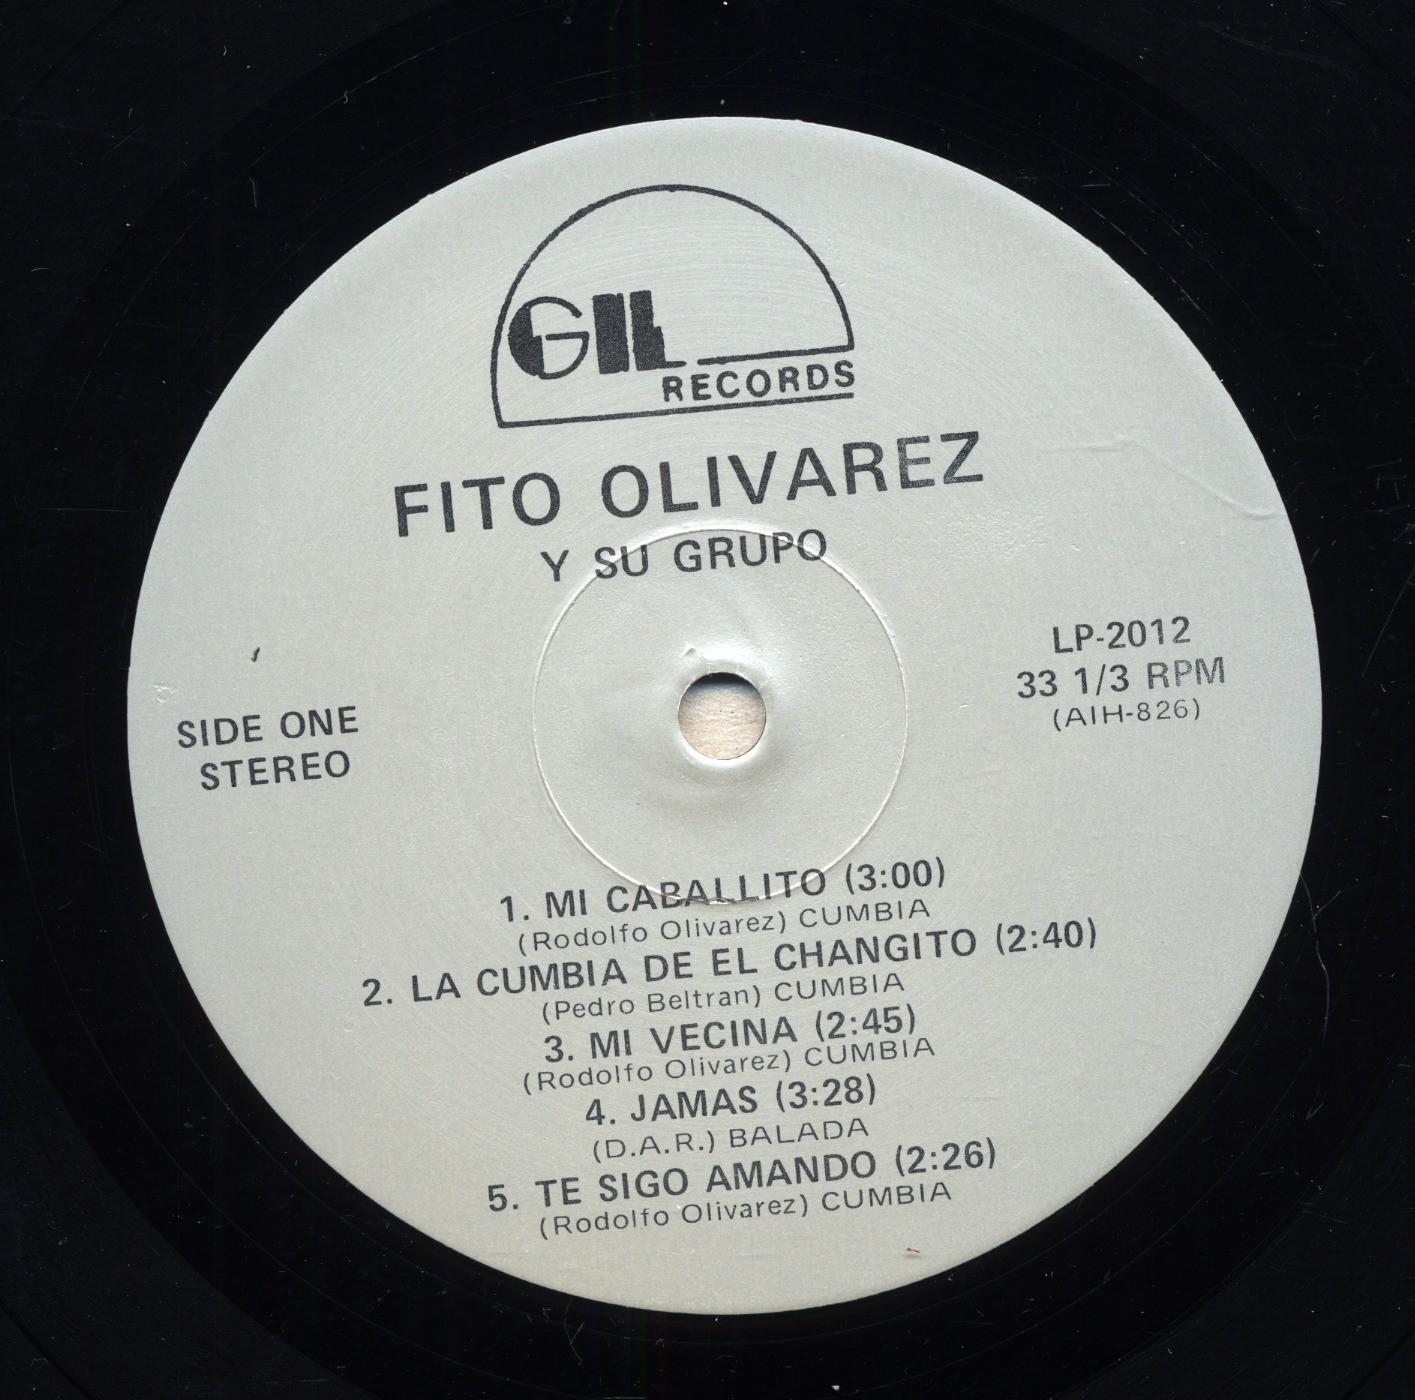 GIL
RECORDS
FITO OLIVAREZ
Y SU GRUPO
LP-2012
33 1/3 RPM
(AIH-826)
SIDE ONE
STEREO
1. MI CABALLITO (3:00)
(Rodolfo Olivarez) CUMBIA
2. LA CUMBIA DE EL CHANGITO (2:40)
(Pedro Beltran) CUMBIA
3. MI VECINA (2:45)
(Rodolfo Olivarez) CUMBIA
4. JAMAS (3:28)
(D.A.R.) BALADA
5. TE SIGO AMANDO (2:26)
(Rodolfo Olivarez) CUMBIA